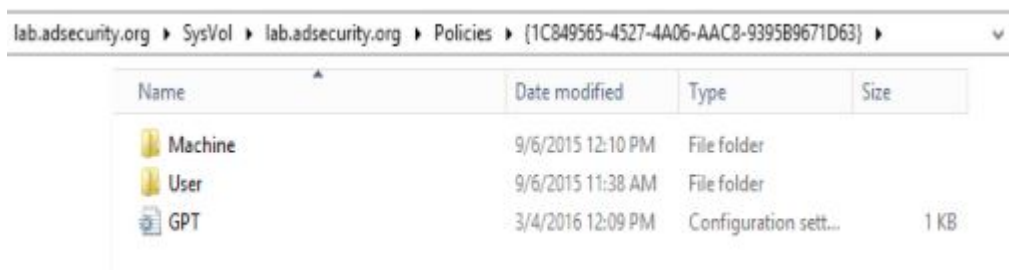 lab.adsecurity.org ▸ SysVol ▸ lab.adsecurity.org ▸ Policies ▸ {1C849565-4527-4A06-AAC8-9395B9671D63} ▸
Name Date modified Type Size
Machine 9/6/2015 12:10 PM File folder
User 9/6/2015 11:38 AM File folder
GPT 3/4/2016 12:09 PM Configuration sett... 1 KB